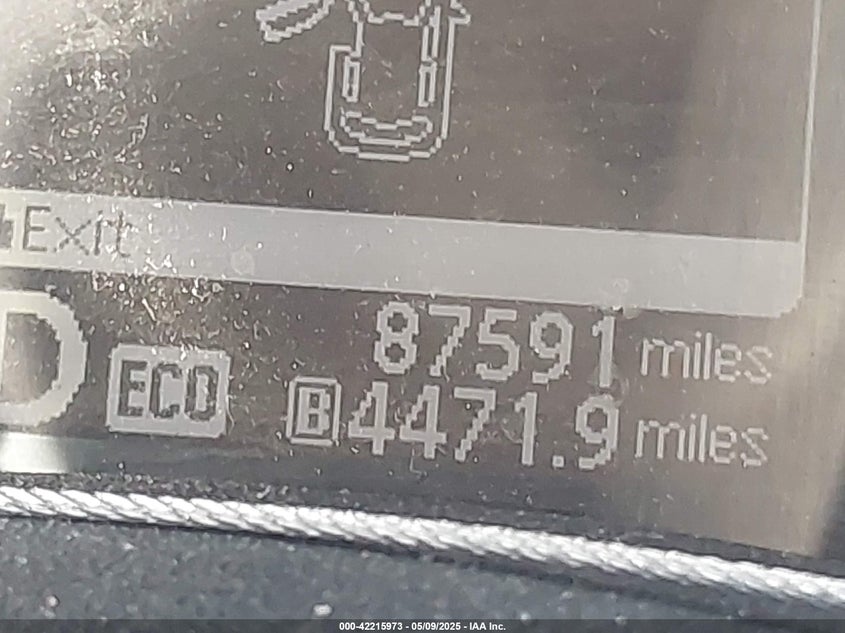 Exit
D
87591 miles
ECO
B 4471.9 miles
000-42215973 - 05/09/2025 - IAA Inc.